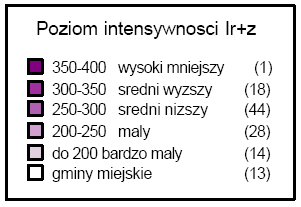 Poziom intensywnosci Ir+z
350-400 wysoki mniejszy (1)
300-350 sredni wyzszy (18)
250-300 sredni nizszy (44)
200-250 maly (28)
do 200 bardzo maly (14)
gminy miejskie (13)